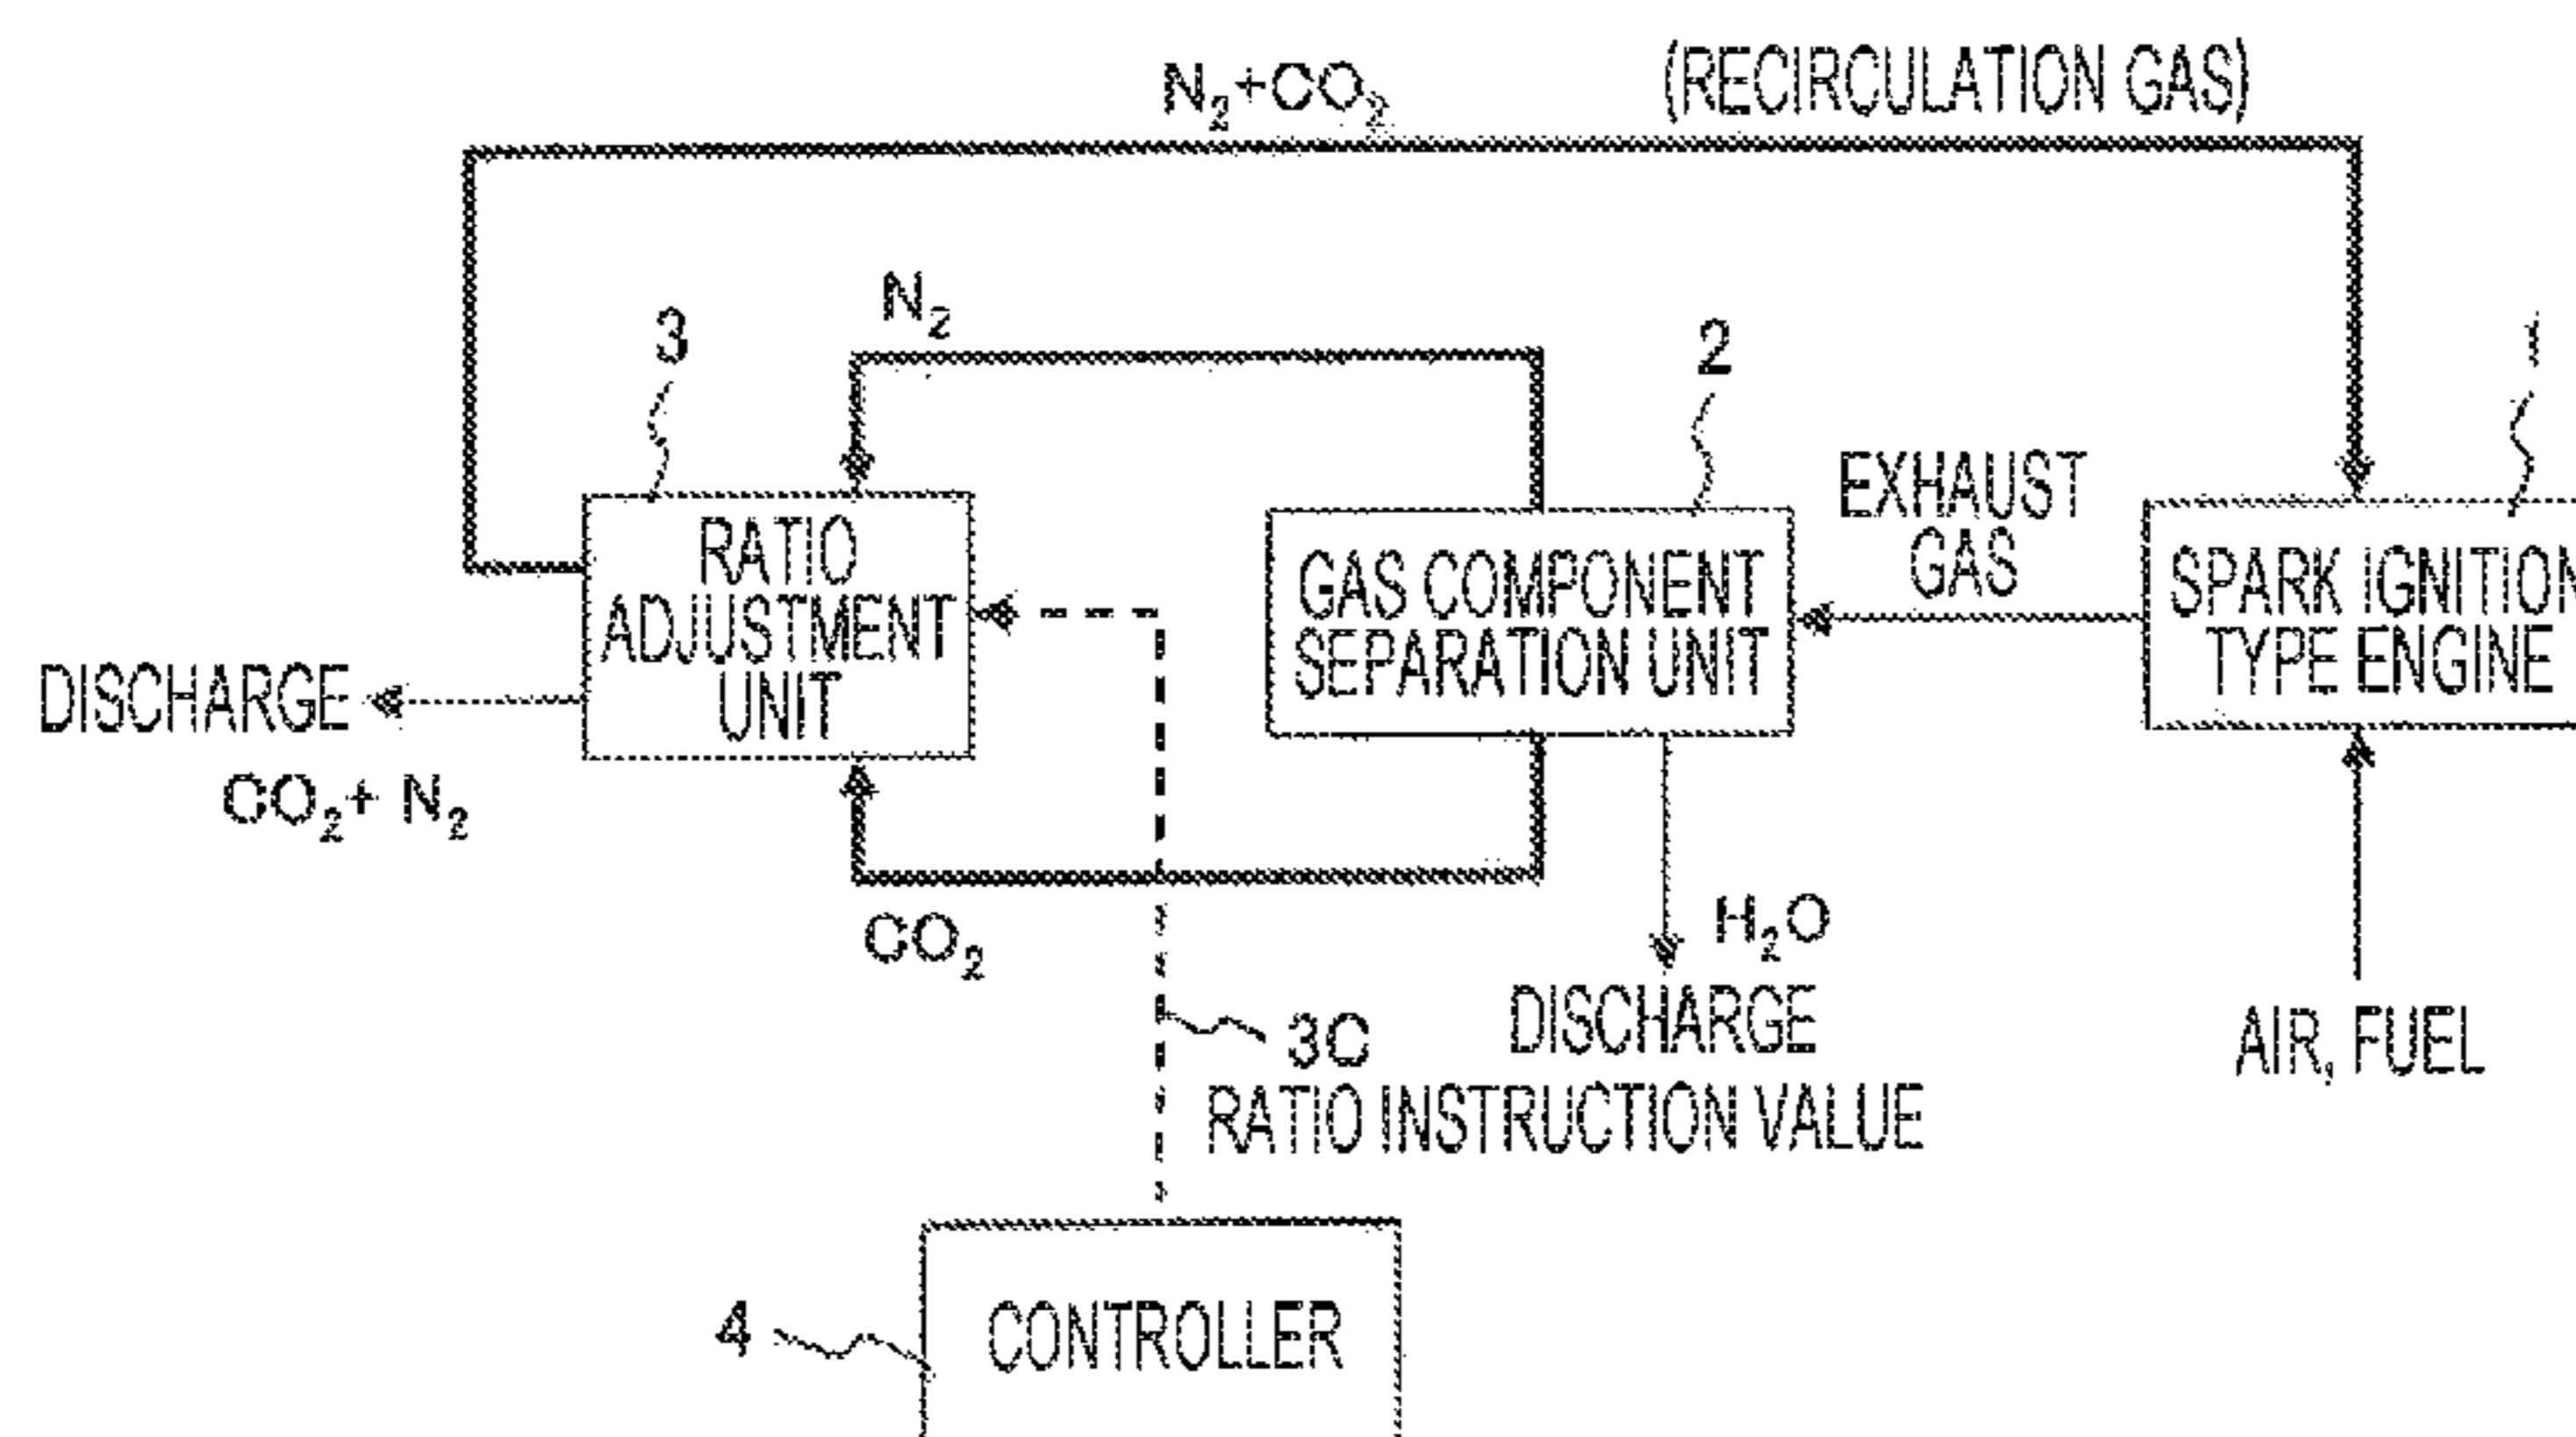 N₂+CO₂
(RECIRCULATION GAS)
N₂
3
2
1
EXHAUST
GAS
RATIO
ADJUSTMENT
UNIT
GAS COMPONENT
SEPARATION UNIT
SPARK IGNITION
TYPE ENGINE
DISCHARGE
CO₂+ N₂
CO₂
H₂O
DISCHARGE
3C
RATIO INSTRUCTION VALUE
AIR, FUEL
4
CONTROLLER